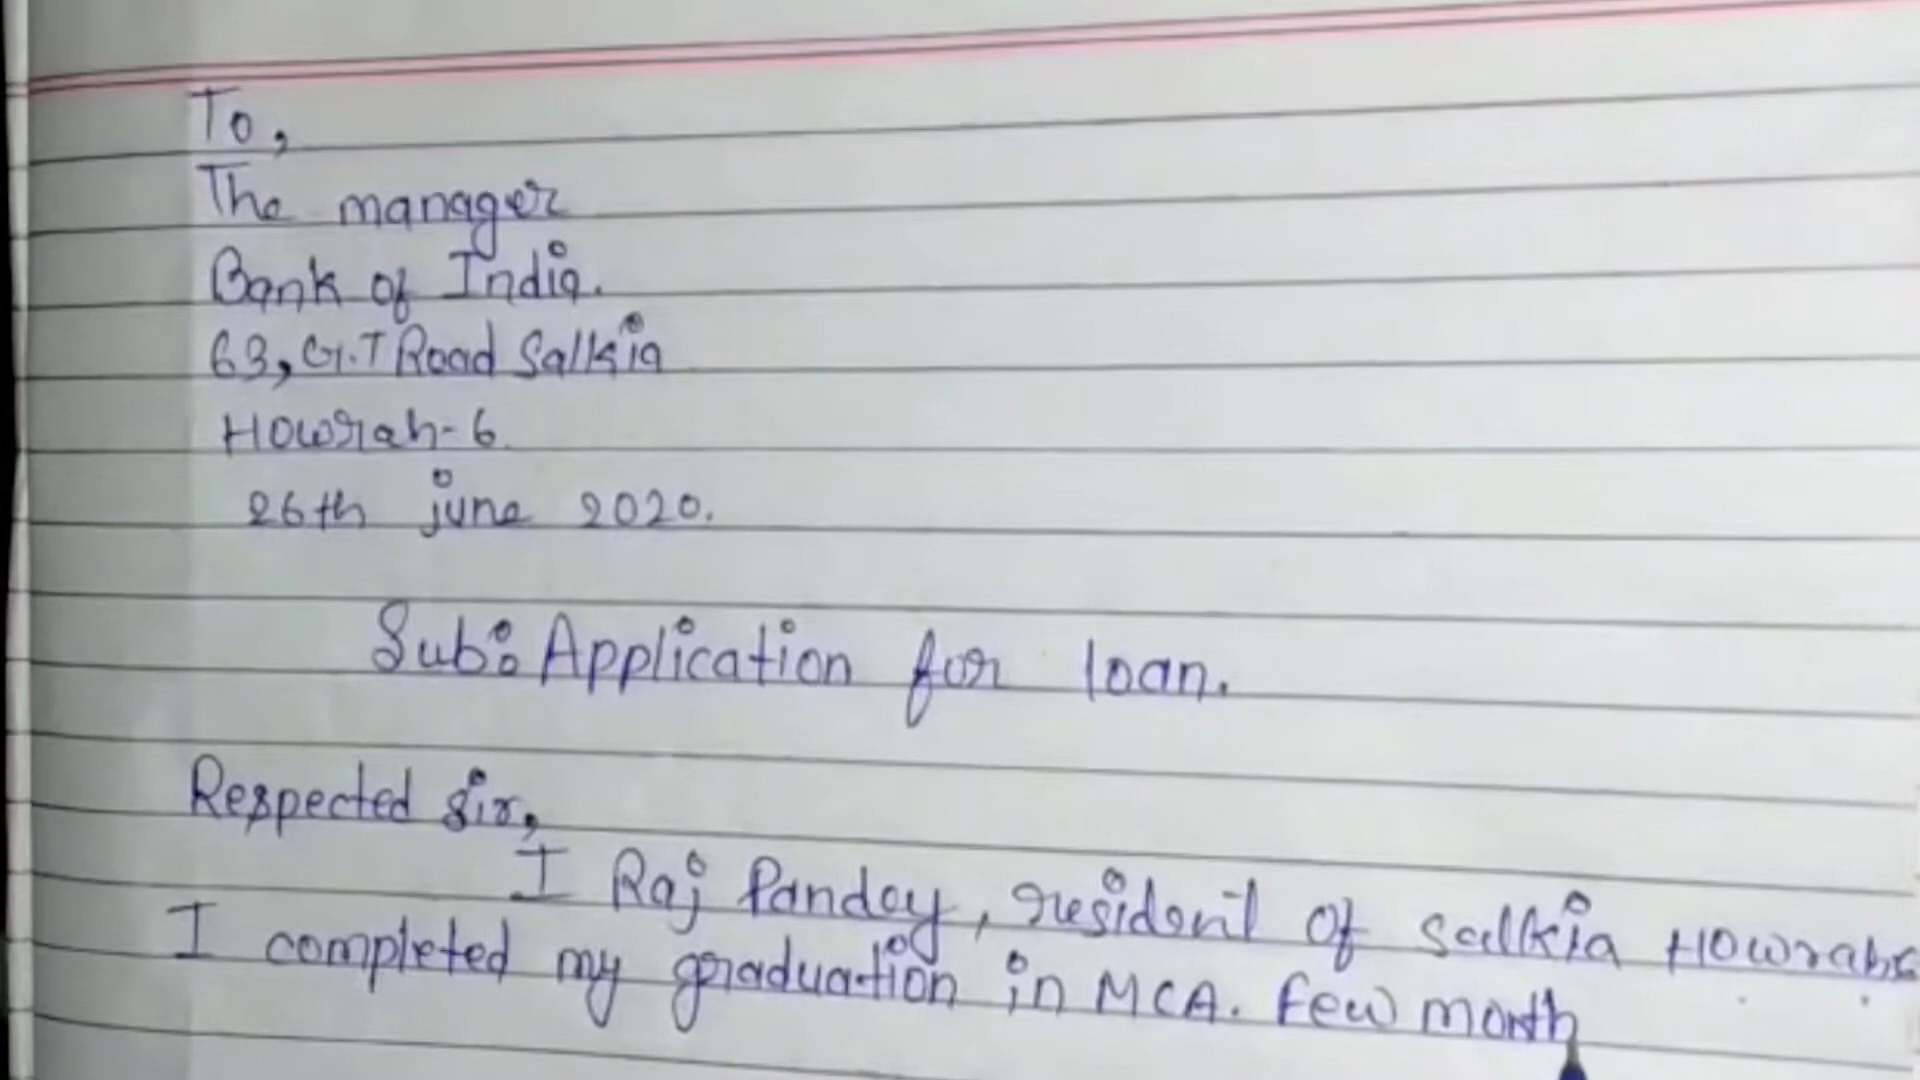 To,
The manager
Bank of India.
63, G.T Road Salkia
Howrah-6
26th june 2020.
Sub: Application for loan.
Respected sir,
I Raj Pandey, resident of salkia Howrah
I completed my graduation in MCA. Few month